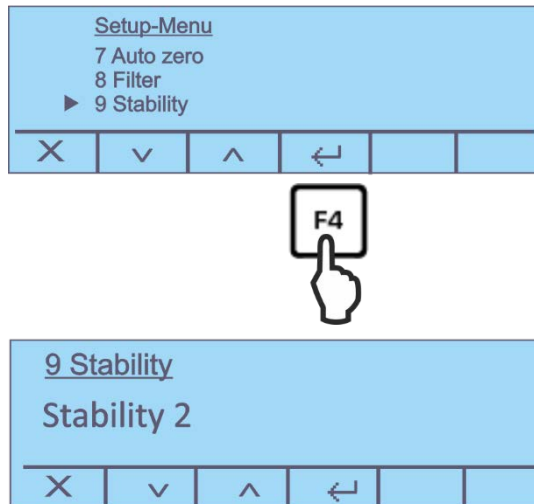 Setup-Menu
7 Auto zero
8 Filter
9 Stability
F4
9 Stability
Stability 2